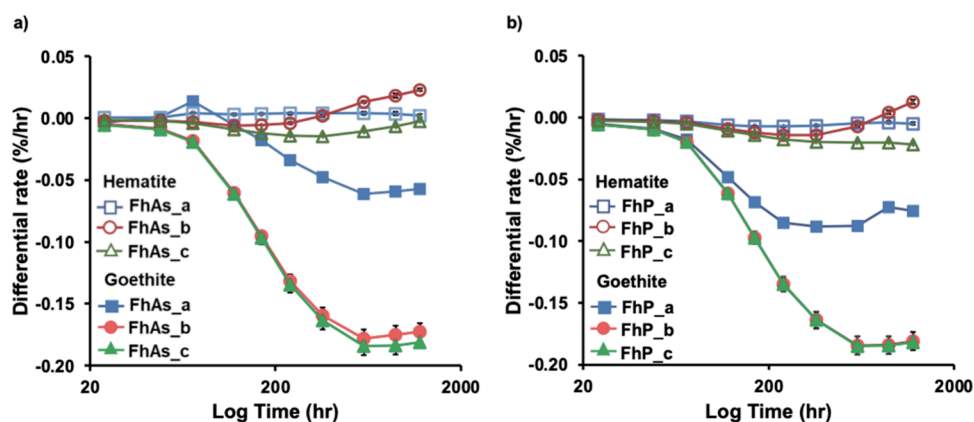 a)
0.05
0.00
-0.05
-0.10
-0.15
-0.20
Differential rate (%/hr)
Hematite
FhAs_a
FhAs_b
FhAs_c
Goethite
FhAs_a
FhAs_b
FhAs_c
20
200
2000
Log Time (hr)
b)
0.05
0.00
-0.05
-0.10
-0.15
-0.20
Differential rate (%/hr)
Hematite
FhP_a
FhP_b
FhP_c
Goethite
FhP_a
FhP_b
FhP_c
20
200
2000
Log Time (hr)